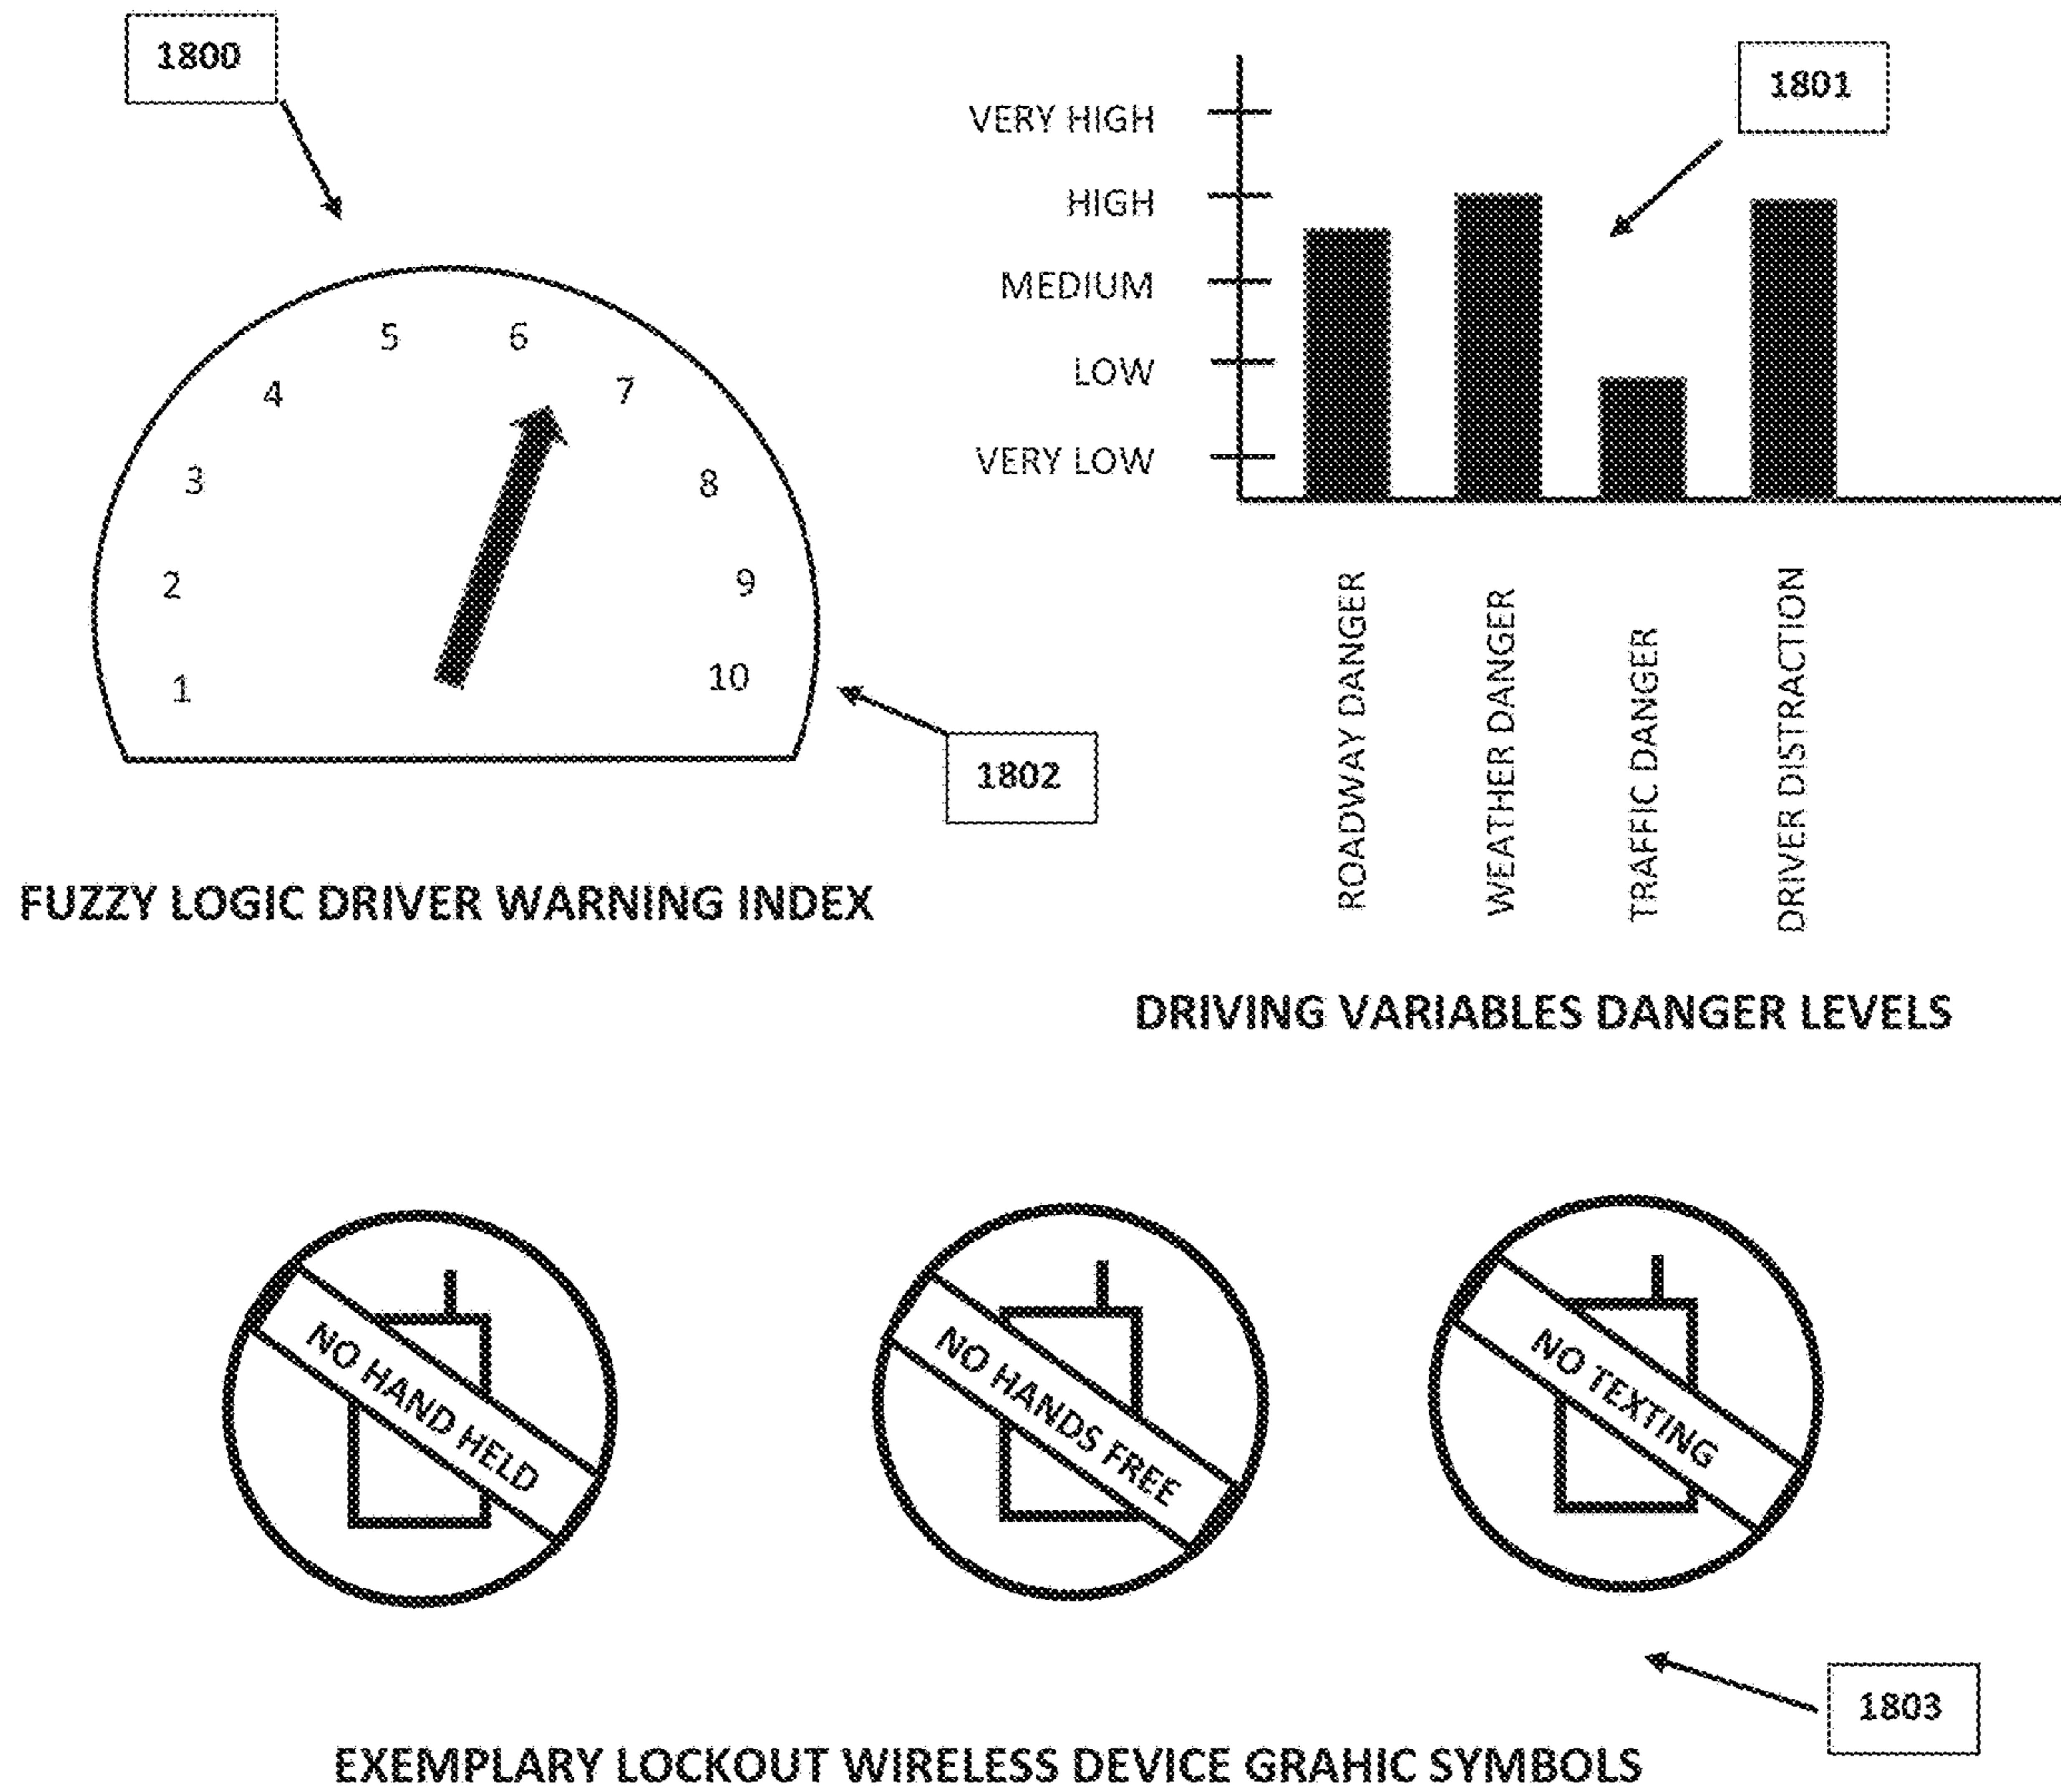 1800
5
6
4
7
3
8
2
9
1
10
1802
FUZZY LOGIC DRIVER WARNING INDEX
1801
VERY HIGH
HIGH
MEDIUM
LOW
VERY LOW
ROADWAY DANGER
WEATHER DANGER
TRAFFIC DANGER
DRIVER DISTRACTION
DRIVING VARIABLES DANGER LEVELS
NO HAND HELD
NO HANDS FREE
NO TEXTING
1803
EXEMPLARY LOCKOUT WIRELESS DEVICE GRAHIC SYMBOLS